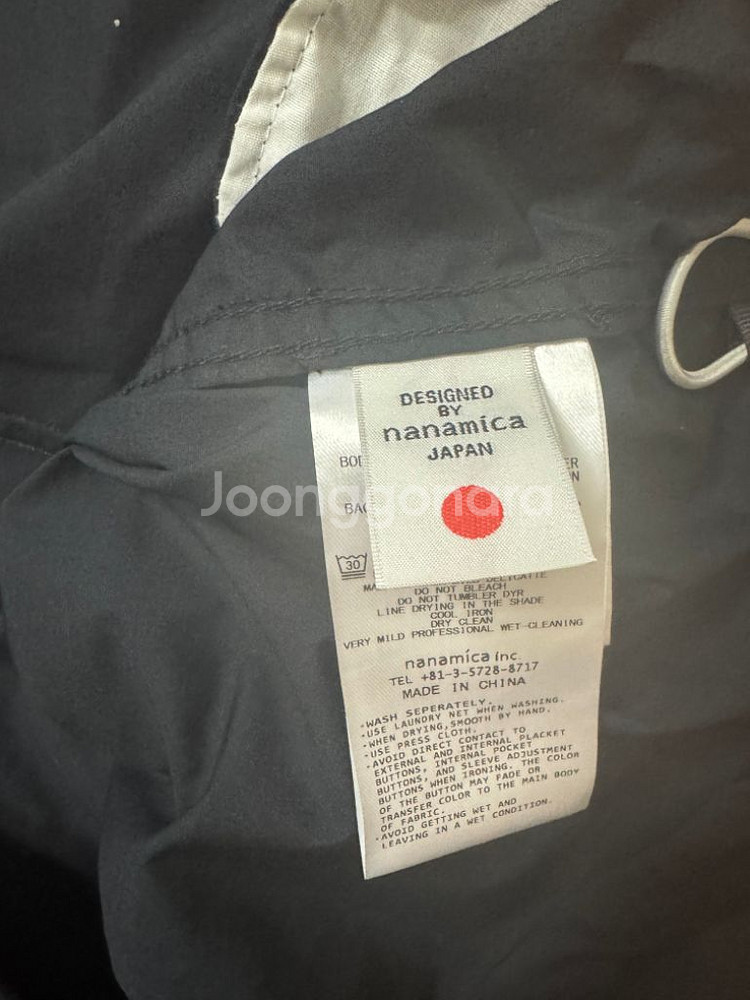 DESIGNED
BY
nanamica
JAPAN
Joonggonara
30
DO NOT BLEACH
DO NOT TUMBLER DYR
LINE DRYING IN THE SHADE
COOL IRON
DRY CLEAN
VERY MILD PROFESSIONAL WET-CLEANING
nanamica inc.
TEL +81-3-5728-8717
MADE IN CHINA
·WASH SEPERATELY.
·USE LAUNDRY NET WHEN WASHING.
·WHEN DRYING,SMOOTH BY HAND.
·USE PRESS CLOTH.
·AVOID DIRECT CONTACT TO
EXTERNAL AND INTERNAL PLACKET
BUTTONS, INTERNAL POCKET
BUTTONS, AND SLEEVE ADJUSTMENT
BUTTONS WHEN IRONING. THE COLOR
OF THE BUTTON MAY FADE OR
TRANSFER COLOR TO THE MAIN BODY
OF FABRIC.
·AVOID GETTING WET AND
LEAVING IN A WET CONDITION.